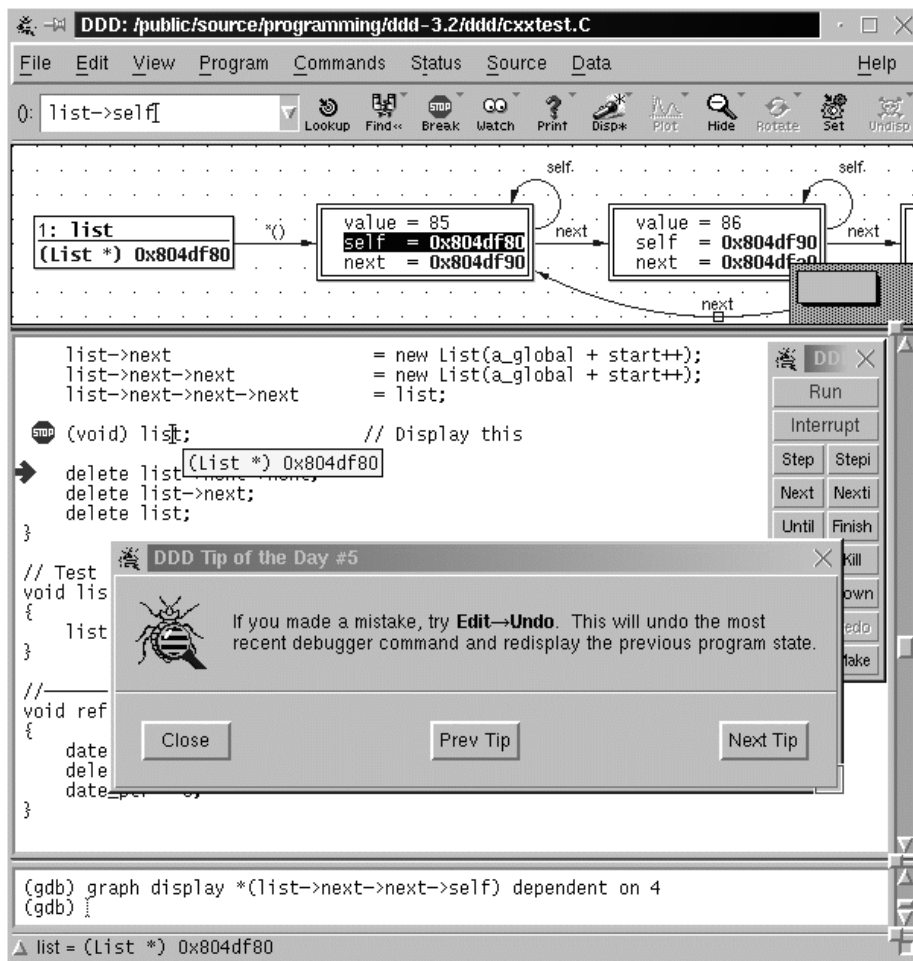 DDD: /public/source/programming/ddd-3.2/ddd/cxxtest.C
File Edit View Program Commands Status Source Data Help
(): list->self
Lookup Find<< Break Watch Print Disp* Plot Hide Rotate Set Undisp
1: list
(List *) 0x804df80
*()
self
value = 85
self = 0x804df80
next = 0x804df90
next
self
value = 86
self = 0x804df90
next = 0x804dfa0
next
next
list->next = new List(a_global + start++);
list->next->next = new List(a_global + start++);
list->next->next->next = list;
STOP (void) list; // Display this
(List *) 0x804df80
delete list
delete list->next;
delete list;
}
// Test
void lis
{
list
}
//
void ref
{
date
dele
}
DDD
Run
Interrupt
Step Stepi
Next Nexti
Until Finish
Kill
own
edo
Make
DDD Tip of the Day #5
If you made a mistake, try Edit→Undo. This will undo the most
recent debugger command and redisplay the previous program state.
Close Prev Tip Next Tip
(gdb) graph display *(list->next->next->self) dependent on 4
(gdb)
list = (List *) 0x804df80